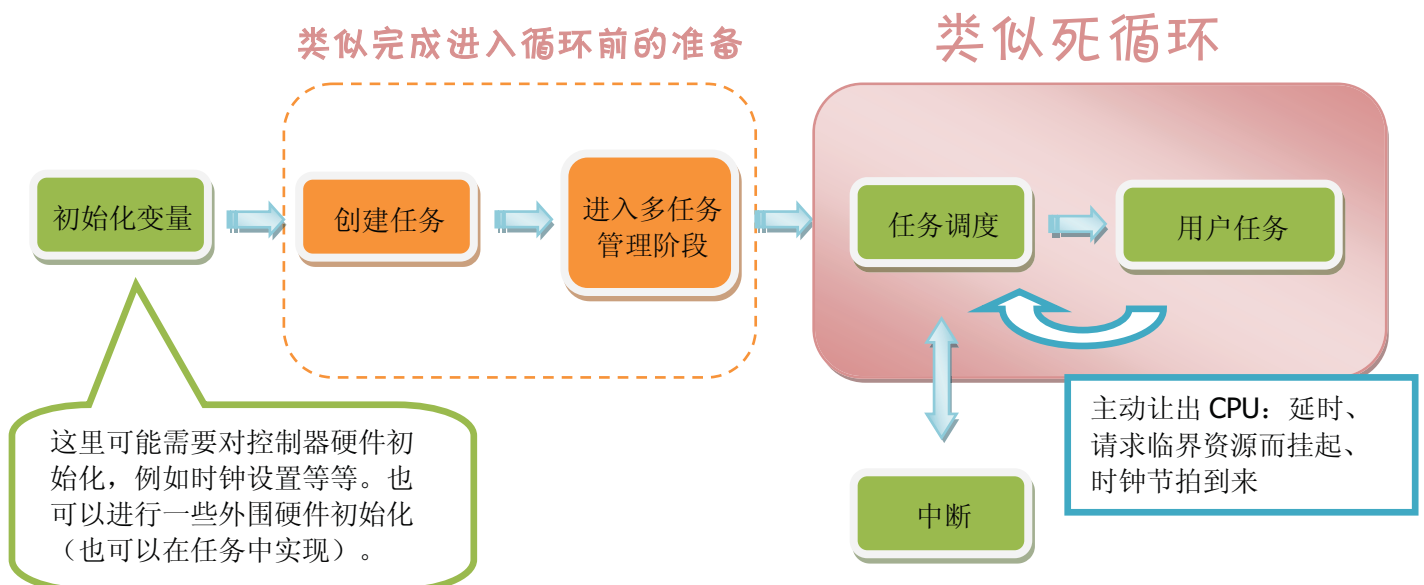 类似完成进入循环前的准备
类似死循环
初始化变量
创建任务
进入多任务
管理阶段
任务调度
用户任务
主动让出 CPU：延时、
请求临界资源而挂起、
时钟节拍到来
这里可能需要对控制器硬件初
始化，例如时钟设置等等。也
可以进行一些外围硬件初始化
（也可以在任务中实现）。
中断